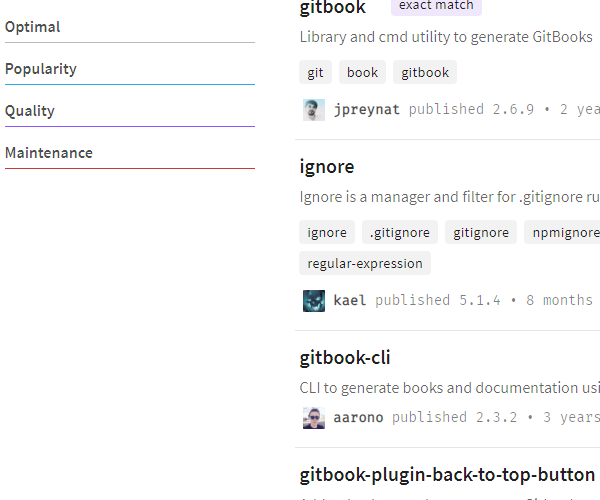 Optimal
Popularity
Quality
Maintenance
gitbook exact match
Library and cmd utility to generate GitBooks
git book gitbook
jpreynat published 2.6.9 • 2
ignore
Ignore is a manager and filter for .gitignore
ignore .gitignore gitignore npmignore
regular-expression
kael published 5.1.4 • 8 months
gitbook-cli
CLI to generate books and documentation
aarono published 2.3.2 • 3 years
gitbook-plugin-back-to-top-button